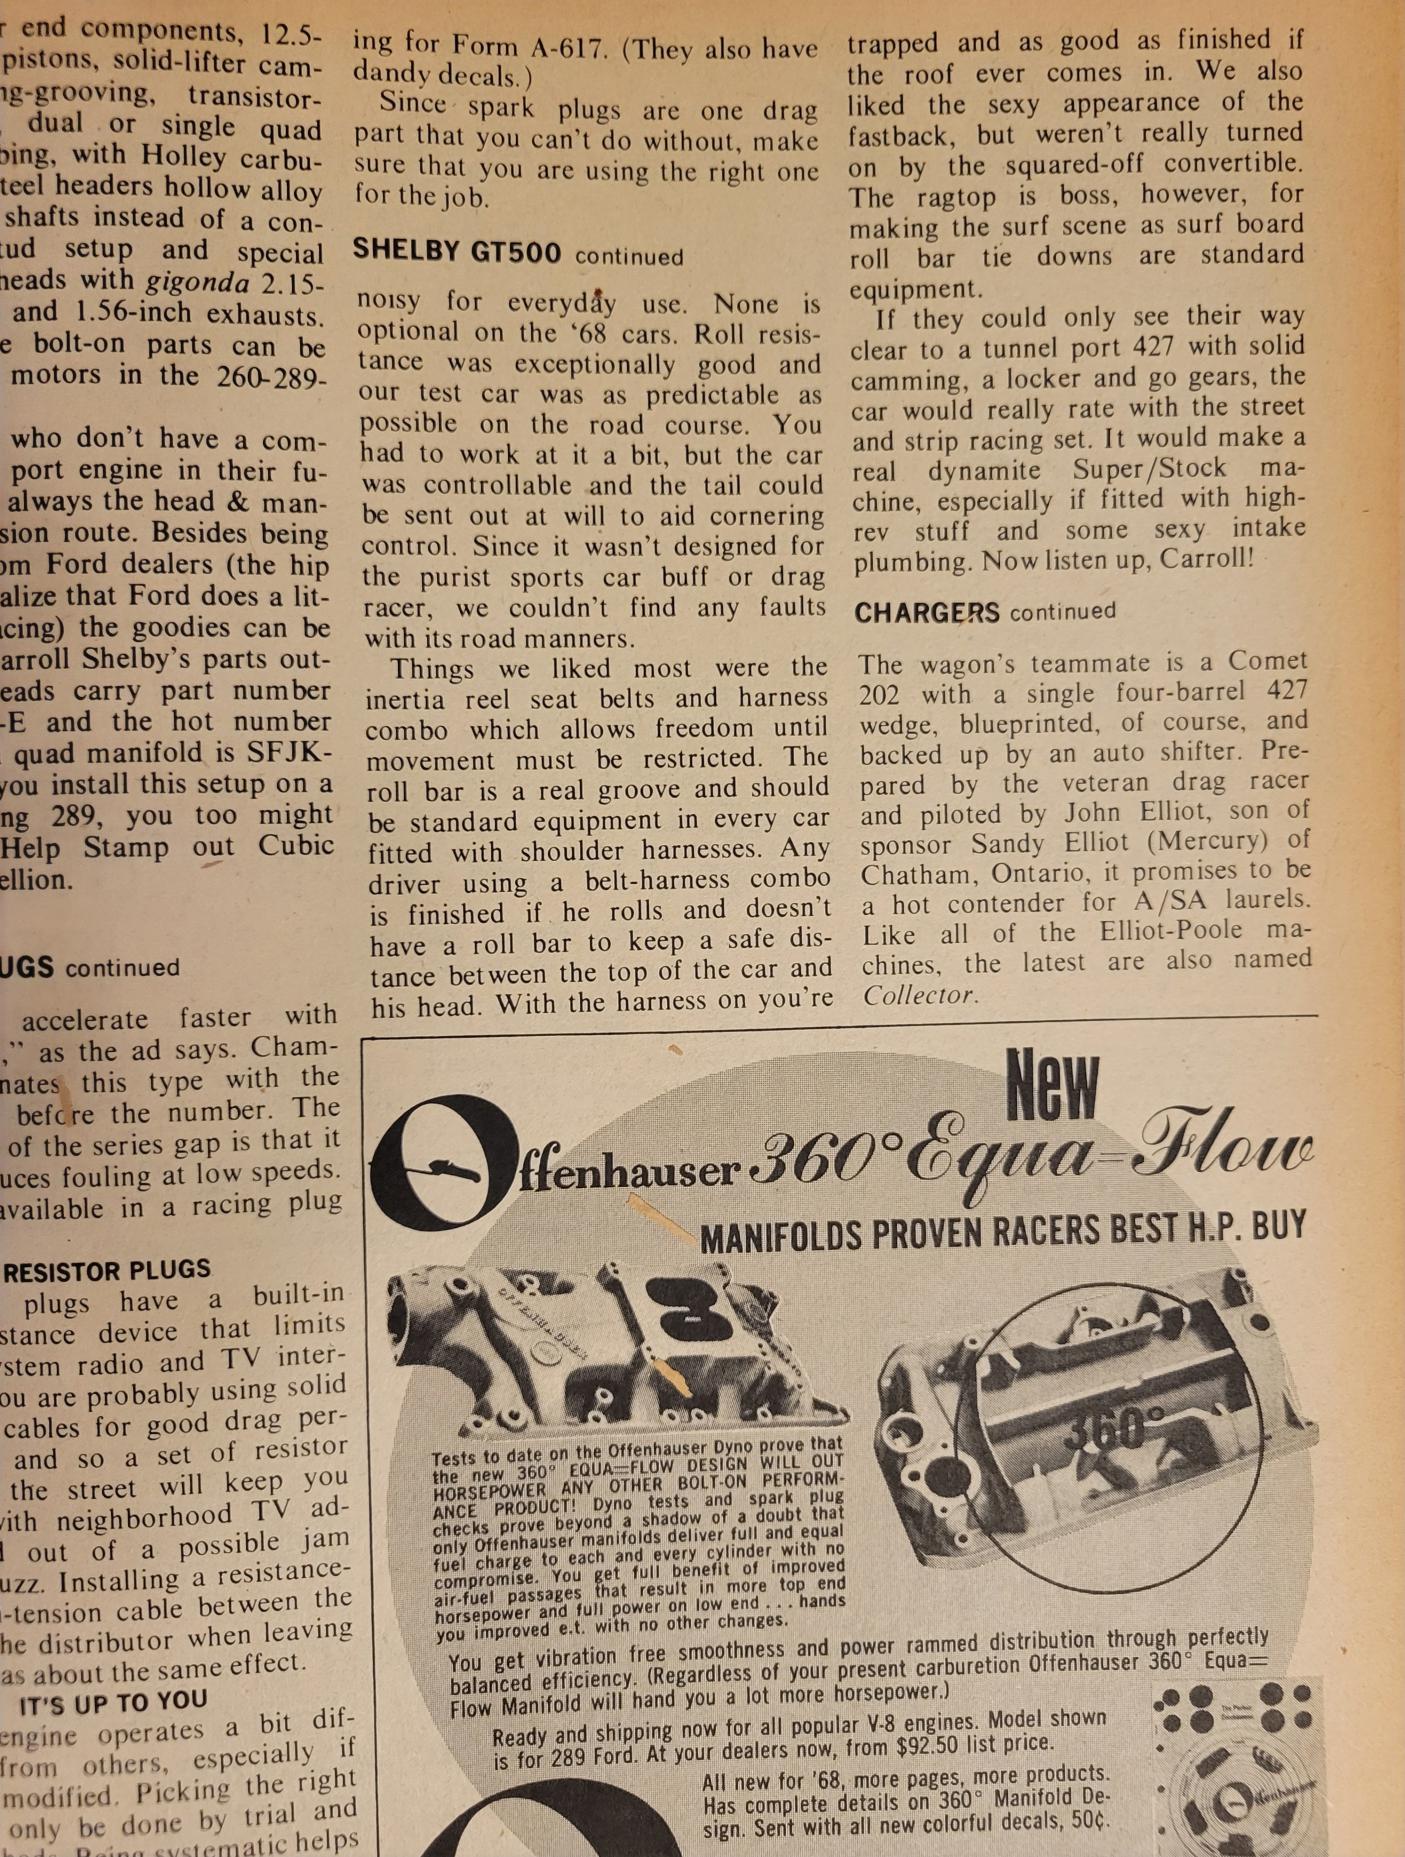 r end components, 12.5-
pistons, solid-lifter cam-
ng-grooving, transistor-
, dual or single quad
bing, with Holley carbu-
teel headers hollow alloy
shafts instead of a con-
tud setup and special
heads with gigonda 2.15-
and 1.56-inch exhausts.
e bolt-on parts can be
motors in the 260-289-
who don't have a com-
port engine in their fu-
always the head & man-
sion route. Besides being
om Ford dealers (the hip
alize that Ford does a lit-
acing) the goodies can be
arroll Shelby's parts out-
eads carry part number
-E and the hot number
quad manifold is SFJK-
you install this setup on a
ng 289, you too might
Help Stamp out Cubic
ellion.
UGS continued
accelerate faster with
," as the ad says. Cham-
nates this type with the
before the number. The
of the series gap is that it
uces fouling at low speeds.
available in a racing plug
RESISTOR PLUGS
plugs have a built-in
stance device that limits
ystem radio and TV inter-
ou are probably using solid
cables for good drag per-
and so a set of resistor
the street will keep you
with neighborhood TV ad-
d out of a possible jam
uzz. Installing a resistance-
-tension cable between the
he distributor when leaving
as about the same effect.
IT'S UP TO YOU
engine operates a bit dif-
from others, especially if
modified. Picking the right
only be done by trial and
Being systematic helps
ing for Form A-617. (They also have
dandy decals.)
Since spark plugs are one drag
part that you can't do without, make
sure that you are using the right one
for the job.
SHELBY GT500 continued
noisy for everyday use. None is
optional on the '68 cars. Roll resis-
tance was exceptionally good and
our test car was as predictable as
possible on the road course. You
had to work at it a bit, but the car
was controllable and the tail could
be sent out at will to aid cornering
control. Since it wasn't designed for
the purist sports car buff or drag
racer, we couldn't find any faults
with its road manners.
Things we liked most were the
inertia reel seat belts and harness
combo which allows freedom until
movement must be restricted. The
roll bar is a real groove and should
be standard equipment in every car
fitted with shoulder harnesses. Any
driver using a belt-harness combo
is finished if he rolls and doesn't
have a roll bar to keep a safe dis-
tance between the top of the car and
his head. With the harness on you're
trapped and as good as finished if
the roof ever comes in. We also
liked the sexy appearance of the
fastback, but weren't really turned
on by the squared-off convertible.
The ragtop is boss, however, for
making the surf scene as surf board
roll bar tie downs are standard
equipment.
If they could only see their way
clear to a tunnel port 427 with solid
camming, a locker and go gears, the
car would really rate with the street
and strip racing set. It would make a
real dynamite Super/Stock ma-
chine, especially if fitted with high-
rev stuff and some sexy intake
plumbing. Now listen up, Carroll!
CHARGERS continued
The wagon's teammate is a Comet
202 with a single four-barrel 427
wedge, blueprinted, of course, and
backed up by an auto shifter. Pre-
pared by the veteran drag racer
and piloted by John Elliot, son of
sponsor Sandy Elliot (Mercury) of
Chatham, Ontario, it promises to be
a hot contender for A/SA laurels.
Like all of the Elliot-Poole ma-
chines, the latest are also named
Collector.
New
Offenhauser 360° Equa=Flow
MANIFOLDS PROVEN RACERS BEST H.P. BUY
OFFENHAUSER
360°
Tests to date on the Offenhauser Dyno prove that
the new 360° EQUA=FLOW DESIGN WILL OUT
HORSEPOWER ANY OTHER BOLT-ON PERFORM-
ANCE PRODUCT! Dyno tests and spark plug
checks prove beyond a shadow of a doubt that
only Offenhauser manifolds deliver full and equal
fuel charge to each and every cylinder with no
compromise. You get full benefit of improved
air-fuel passages that result in more top end
horsepower and full power on low end . . . hands
you improved e.t. with no other changes.
You get vibration free smoothness and power rammed distribution through perfectly
balanced efficiency. (Regardless of your present carburetion Offenhauser 360° Equa=
Flow Manifold will hand you a lot more horsepower.)
Ready and shipping now for all popular V-8 engines. Model shown
is for 289 Ford. At your dealers now, from $92.50 list price.
All new for '68, more pages, more products.
Has complete details on 360° Manifold De-
sign. Sent with all new colorful decals, 50¢.
Offenhauser